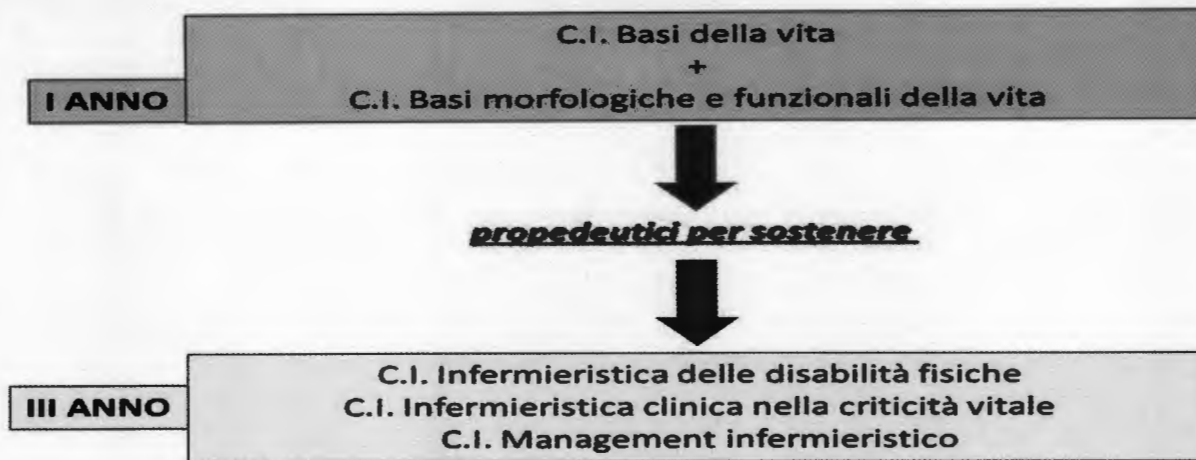 I ANNO
C.I. Basi della vita
+
C.I. Basi morfologiche e funzionali della vita
propedeutici per sostenere
III ANNO
C.I. Infermieristica delle disabilità fisiche
C.I. Infermieristica clinica nella criticità vitale
C.I. Management infermieristico